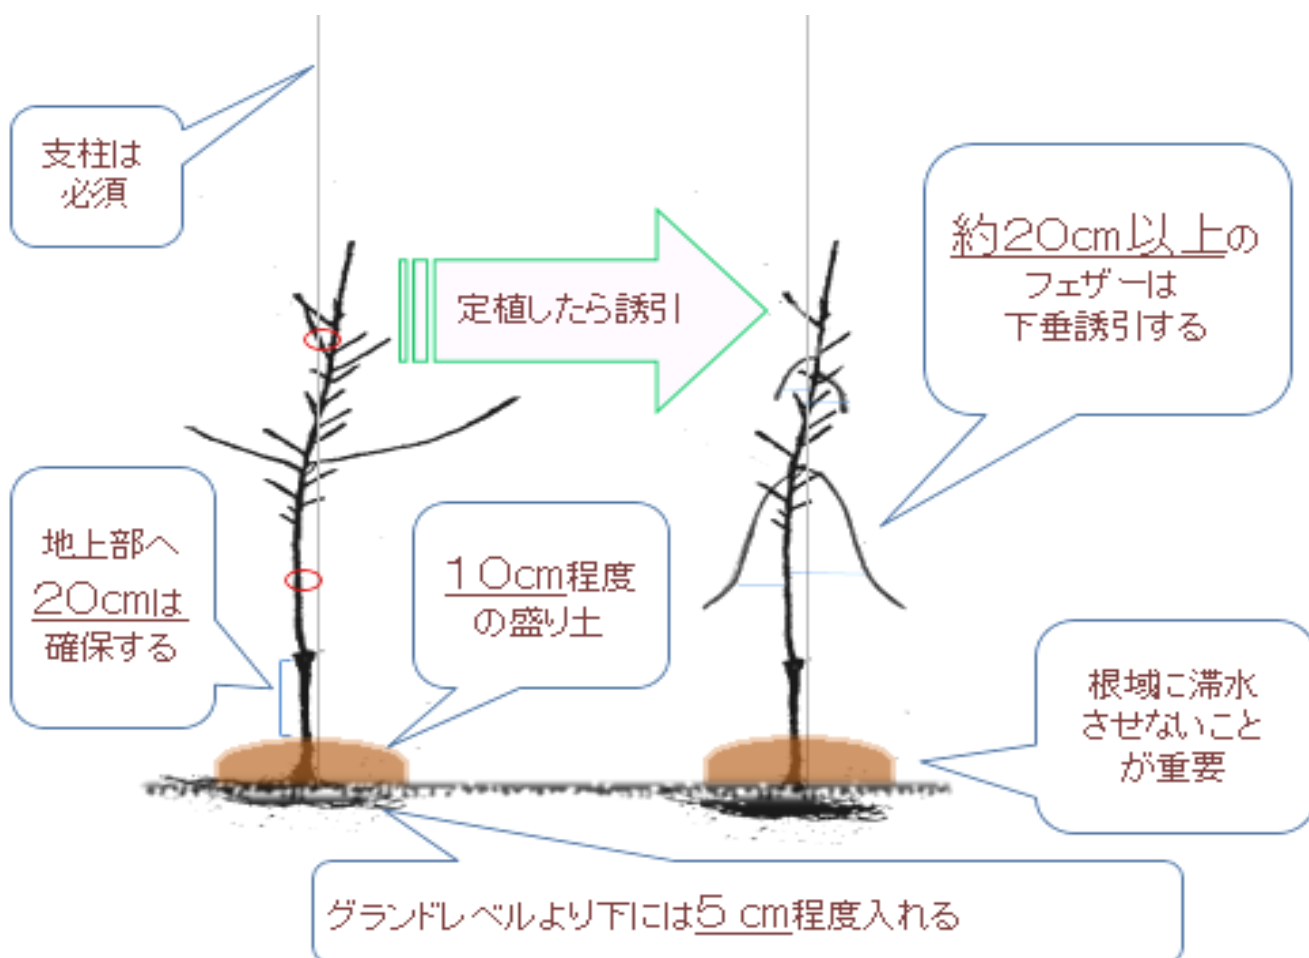 支柱は
必須
定植したら誘引
約20cm以上の
フェザーは
下垂誘引する
地上部へ
20cmは
確保する
10cm程度
の盛り土
根域に滞水
させないこと
が重要
グランドレベルより下には5cm程度入れる